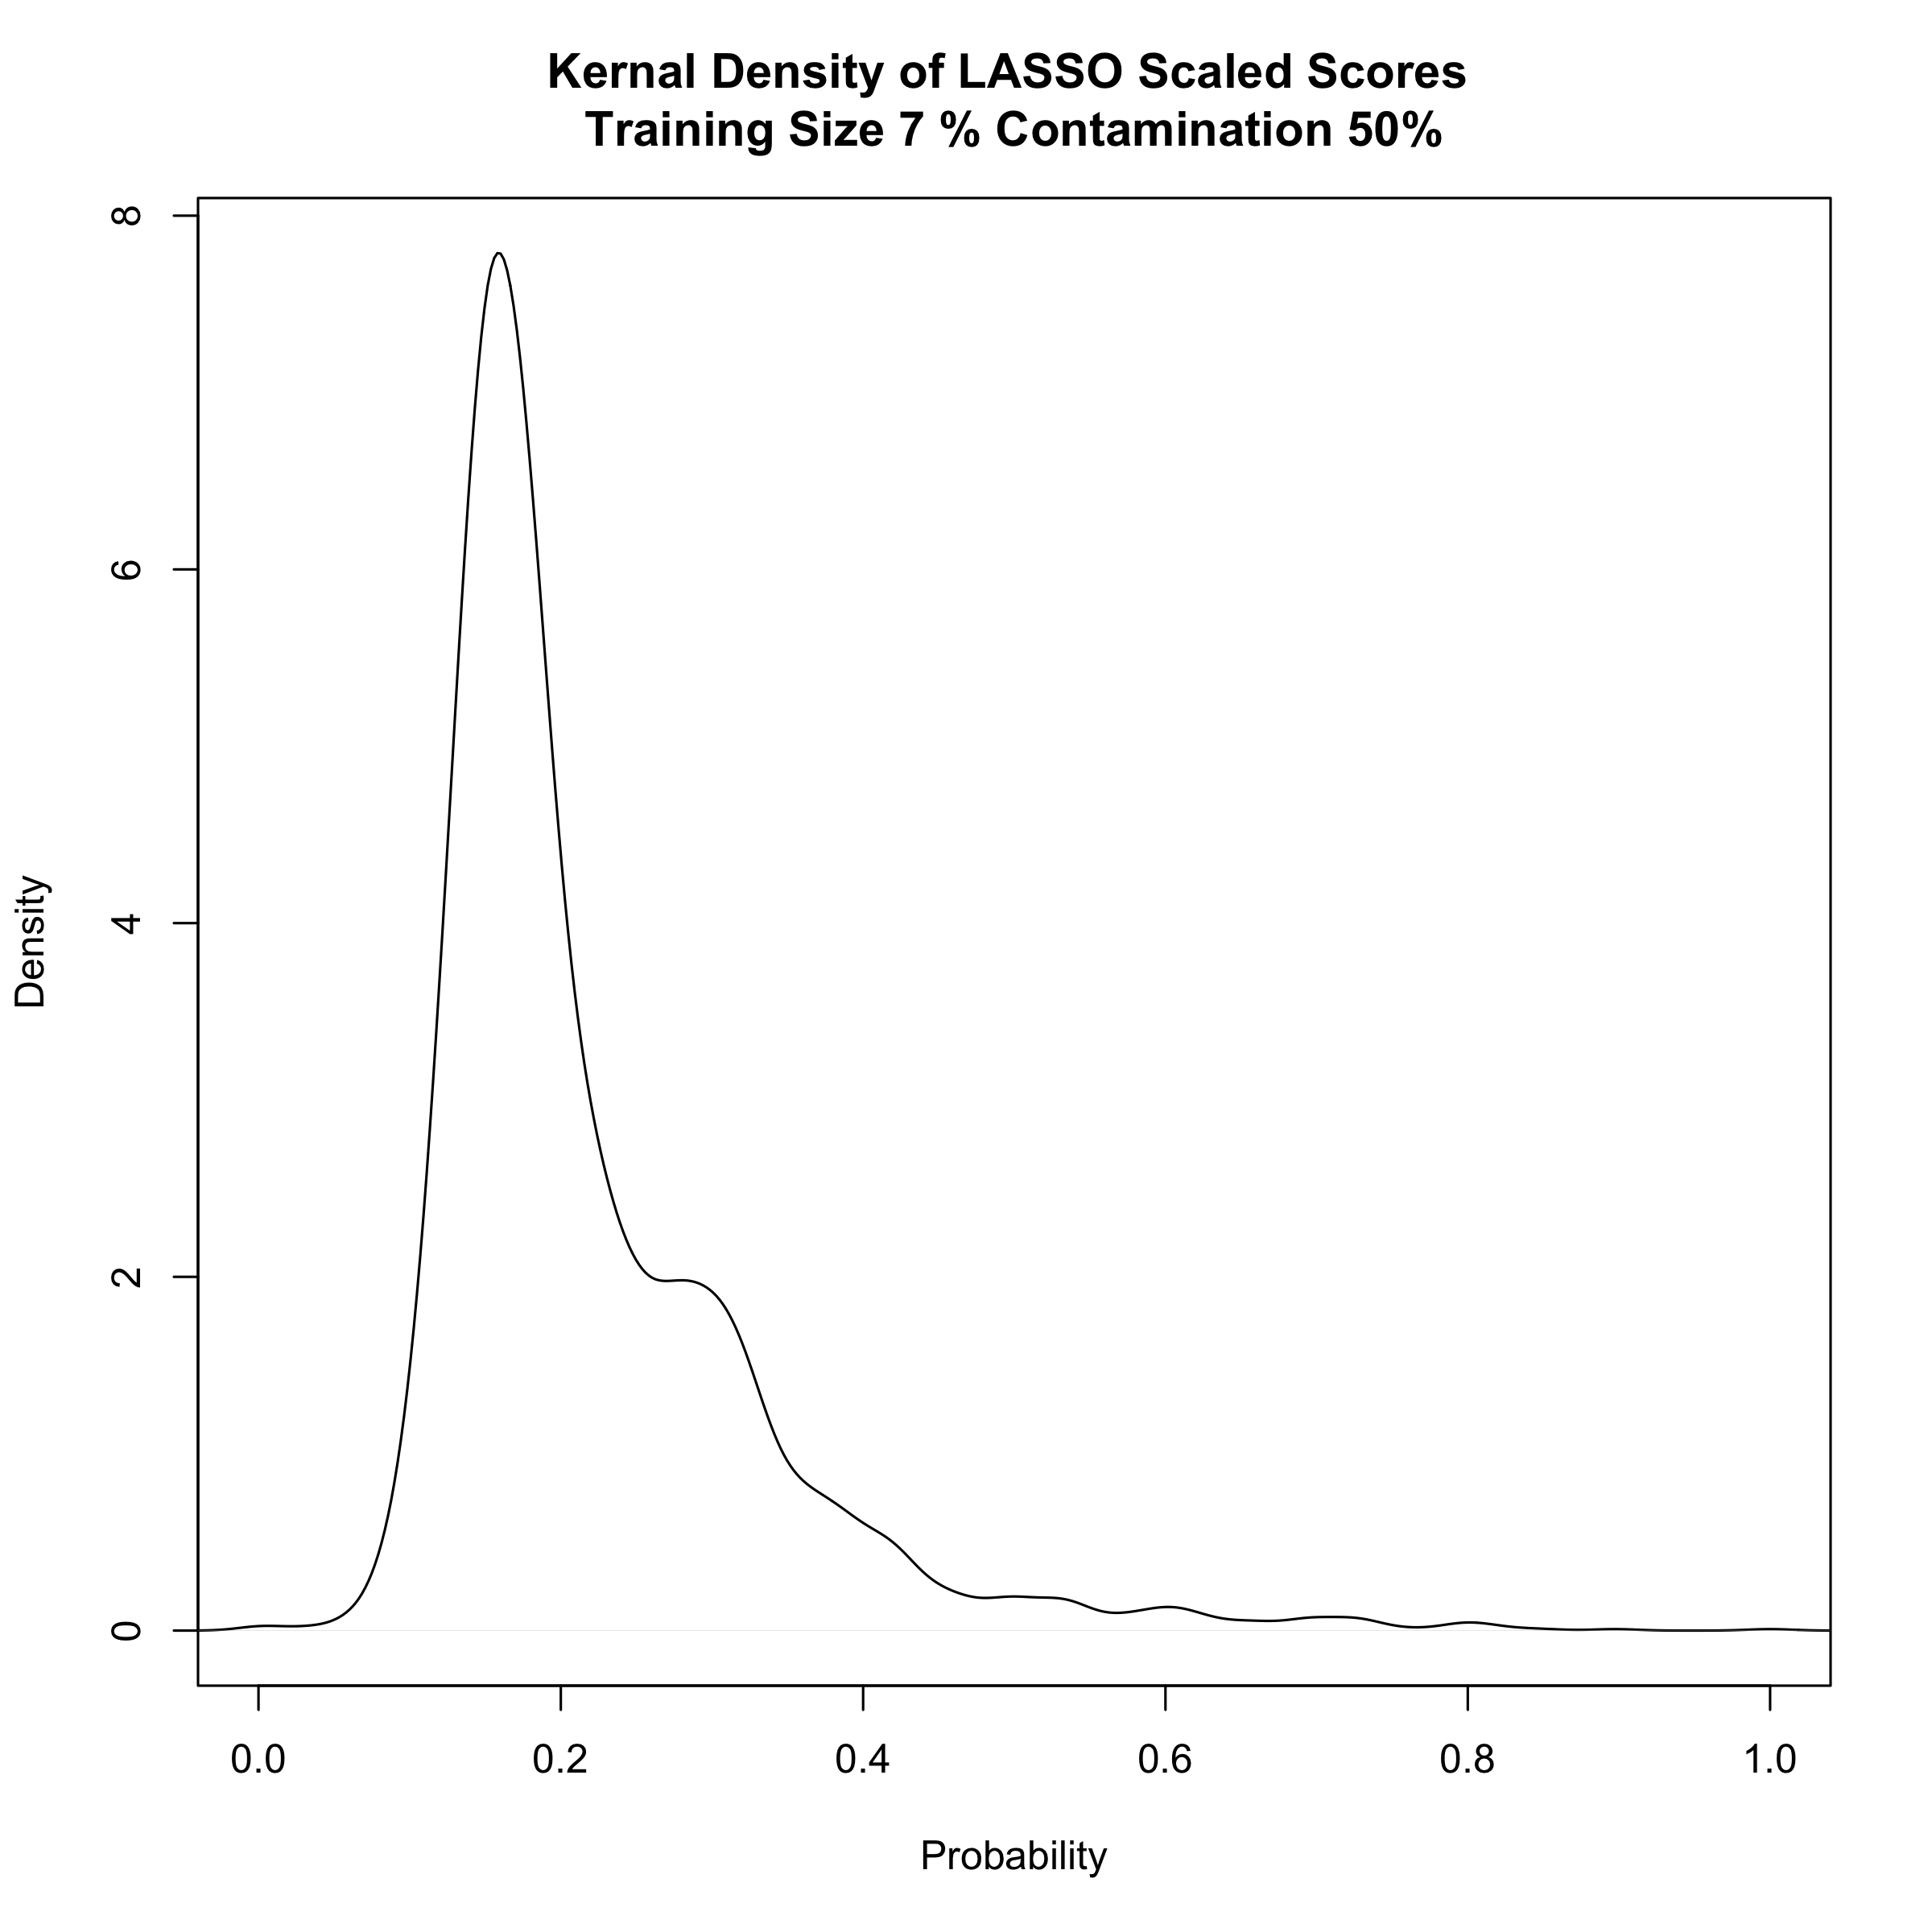 Kernal Density of LASSO Scaled Scores
Training Size 7 % Contamination 50%
8
6
4
2
0
Density
0.0 0.2 0.4 0.6 0.8 1.0
Probability